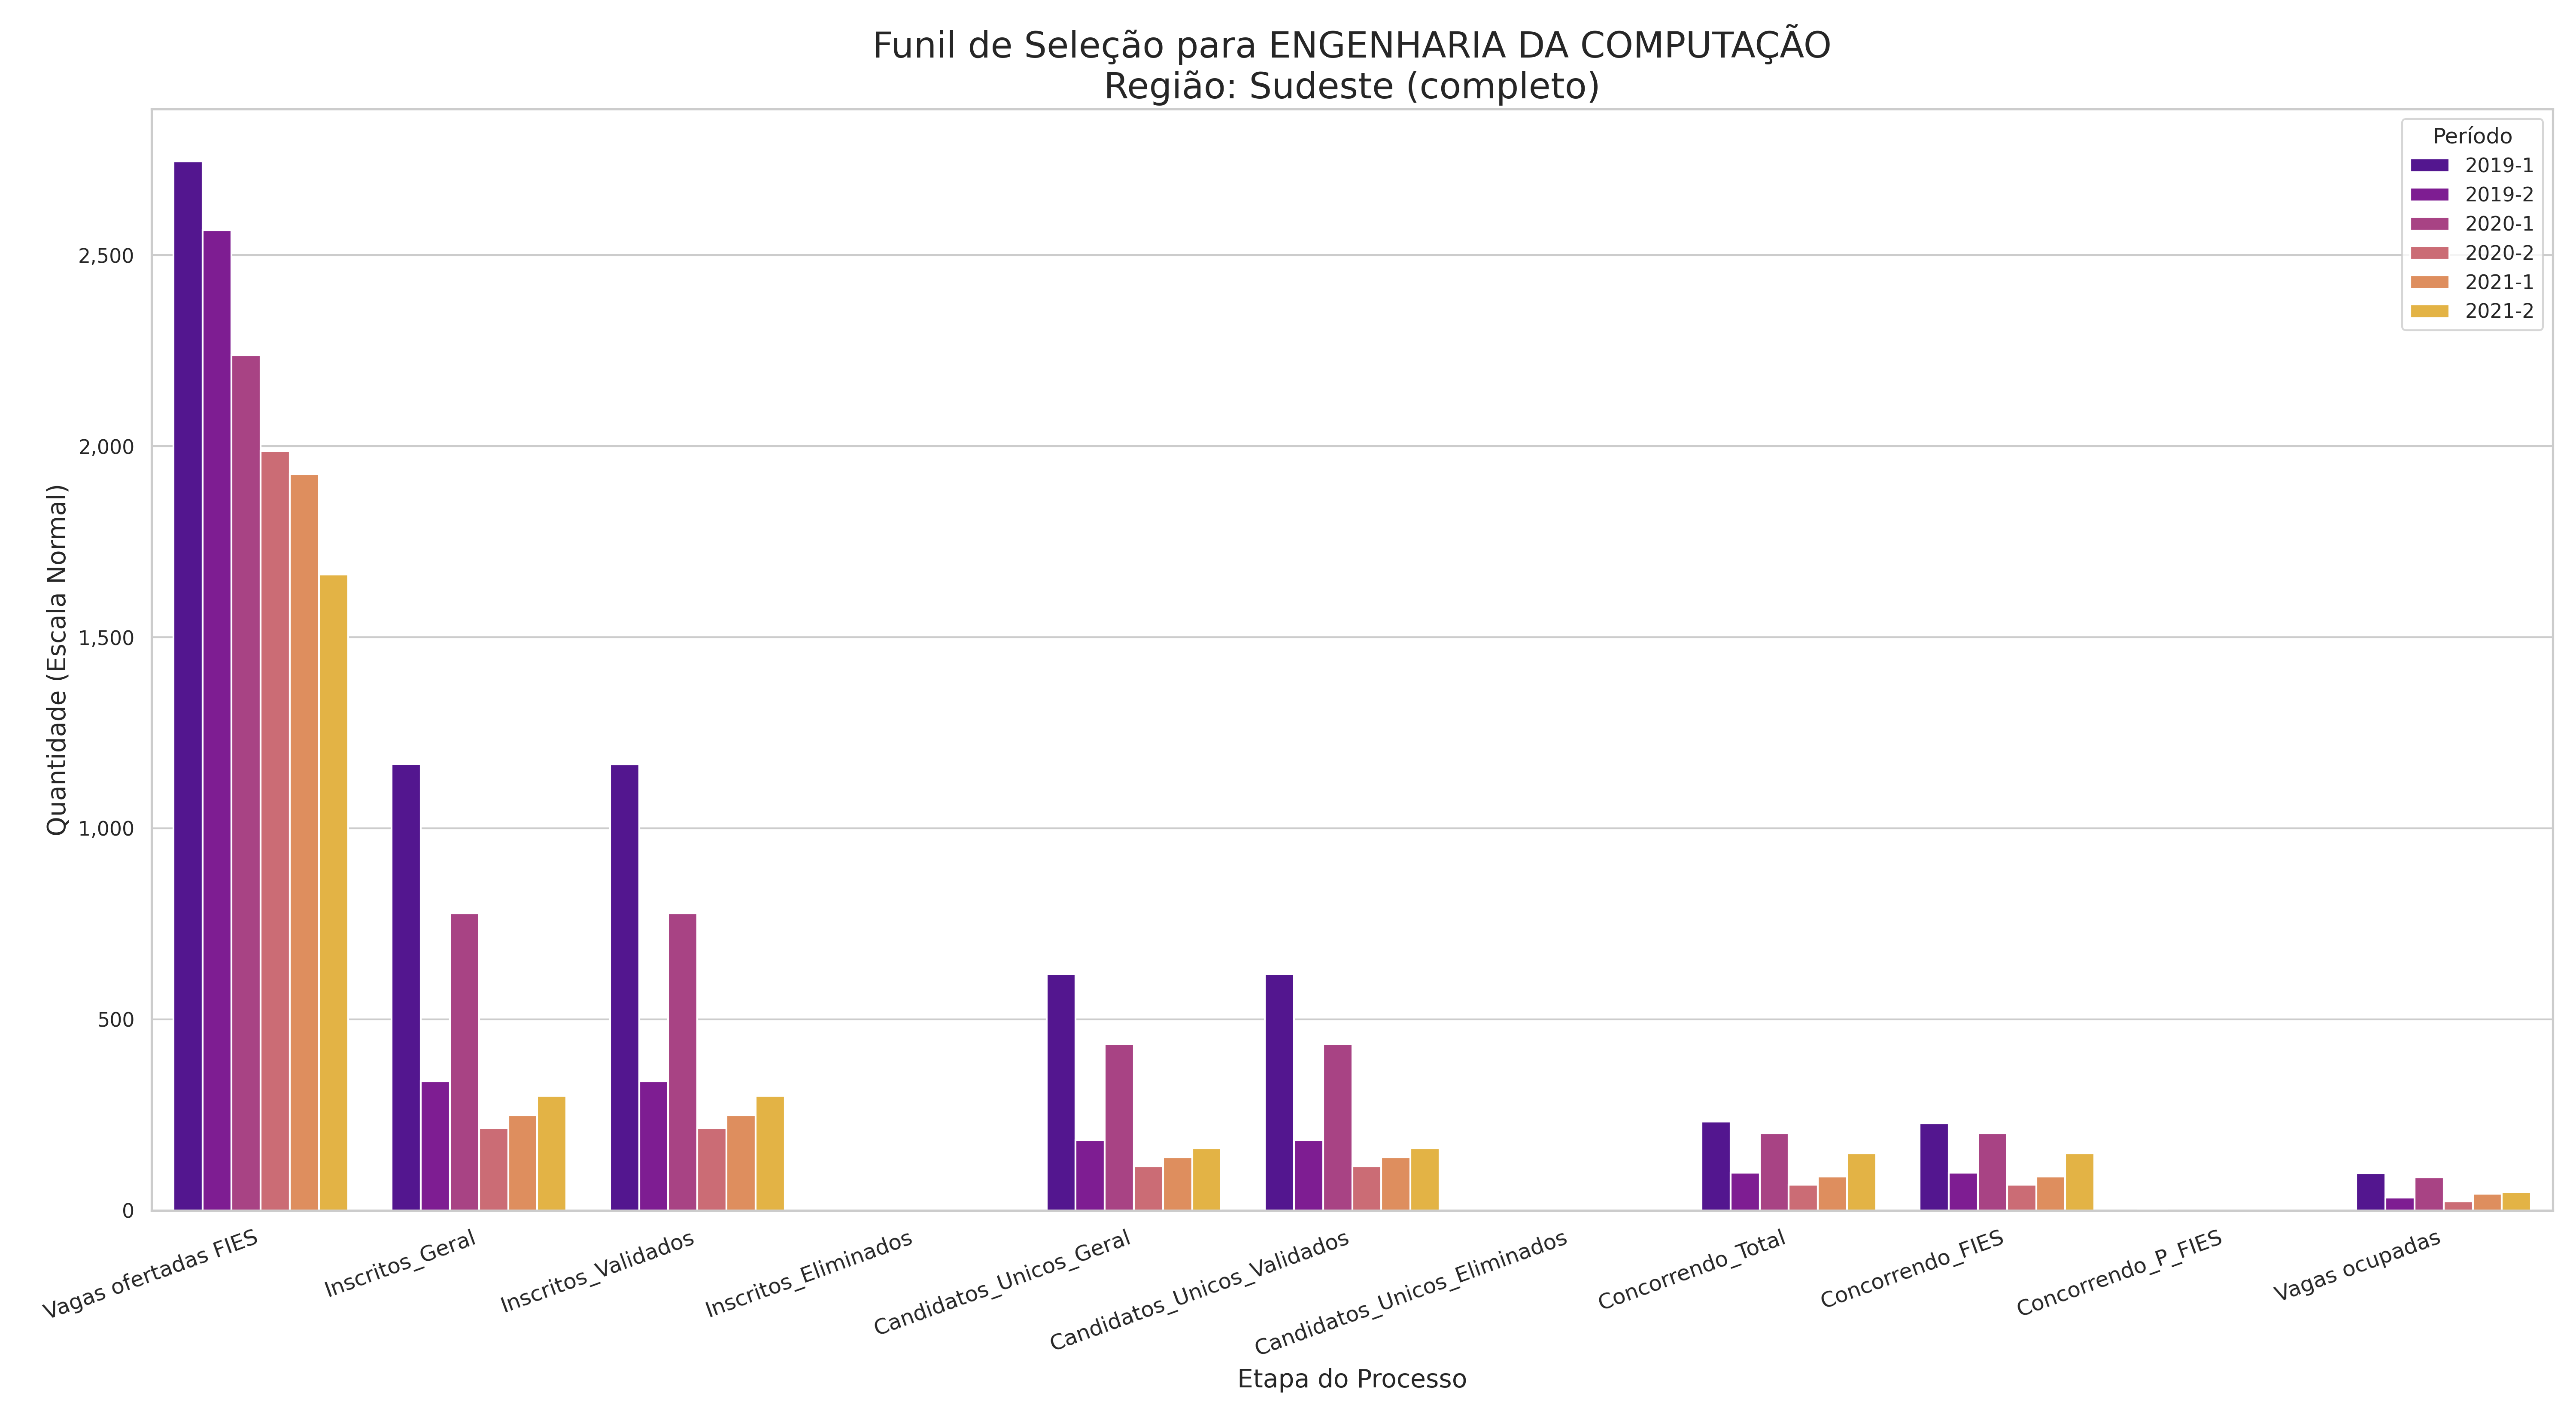 Funil de Seleção para ENGENHARIA DA COMPUTAÇÃO
Região: Sudeste (completo)
Período
2019-1
2019-2
2020-1
2020-2
2021-1
2021-2
Quantidade (Escala Normal)
2,500
2,000
1,500
1,000
500
0
Vagas ofertadas FIES
Inscritos_Geral
Inscritos_Validados
Inscritos_Eliminados
Candidatos_Unicos_Geral
Candidatos_Unicos_Validados
Candidatos_Unicos_Eliminados
Concorrendo_Total
Concorrendo_FIES
Concorrendo_P_FIES
Vagas ocupadas
Etapa do Processo